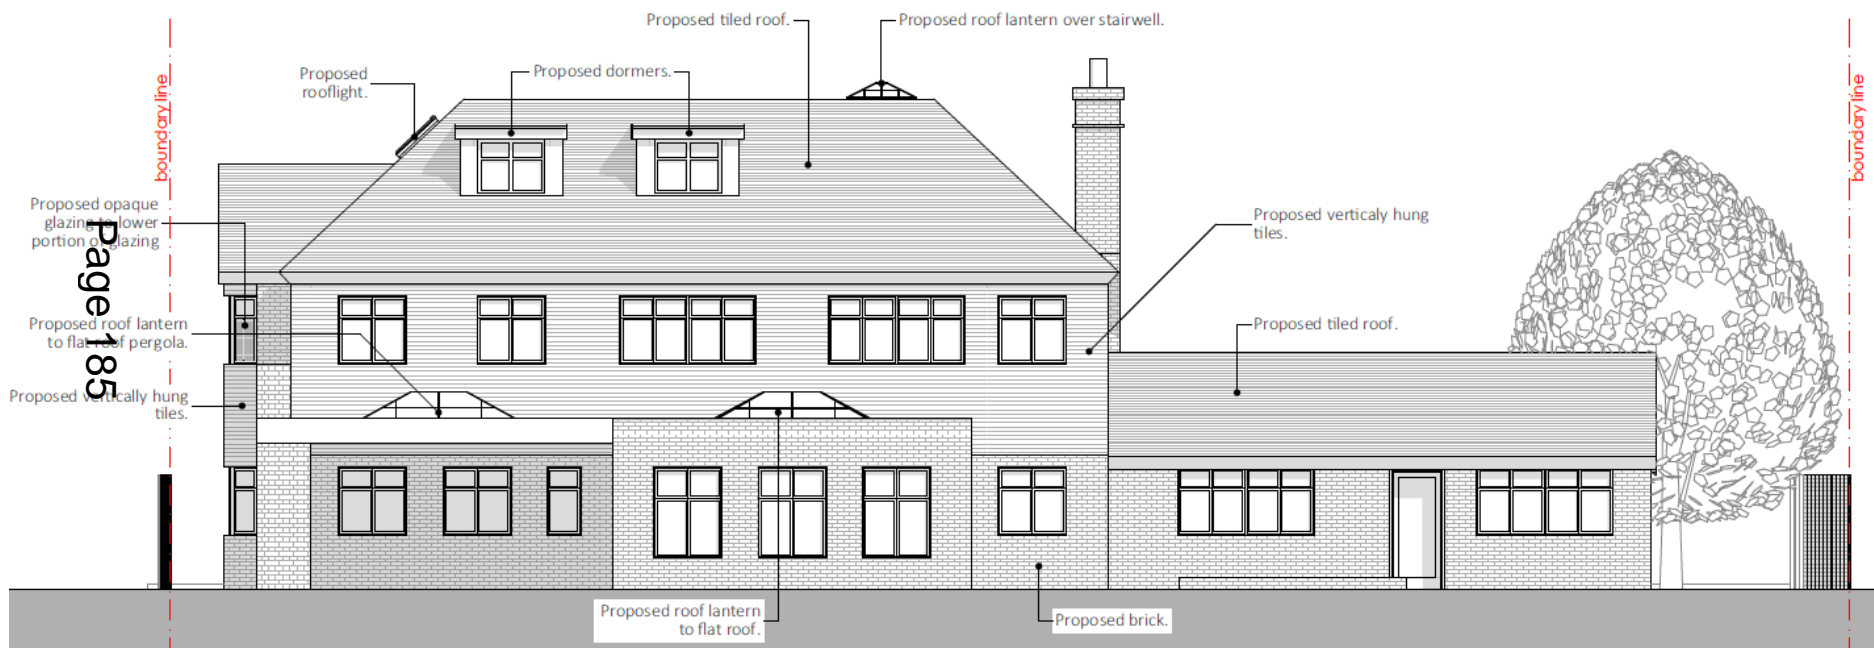 Proposed tiled roof.
Proposed roof lantern over stairwell.
Proposed
rooflight.
Proposed dormers.
boundary line
boundary line
Proposed opaque
glazing to lower
portion of glazing
Page 185
Proposed verticaly hung
tiles.
Proposed roof lantern
to flat roof pergola.
Proposed tiled roof.
Proposed vertically hung
tiles.
Proposed roof lantern
to flat roof.
Proposed brick.